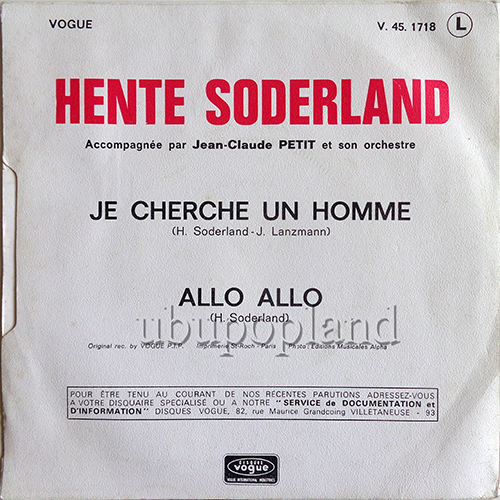 VOGUE V. 45. 1718 L
HENTE SODERLAND
Accompagnée par Jean-Claude PETIT et son orchestre
JE CHERCHE UN HOMME
(H. Soderland - J. Lanzmann)
ALLO ALLO
(H. Soderland)
ubupopland
Original rec. by VOGUE P.I.P. Imprimerie St-Roch - Paris Photo : Editions Musicales Alpha
POUR ÊTRE TENU AU COURANT DE NOS RÉCENTES PARUTIONS ADRESSEZ-VOUS
A VOTRE DISQUAIRE SPÉCIALISÉ OU A NOTRE "SERVICE de DOCUMENTATION et
D'INFORMATION" DISQUES VOGUE, 82, rue Maurice Grandcoing VILLETANEUSE - 93
DISQUES
vogue
VOGUE INTERNATIONAL INDUSTRIES